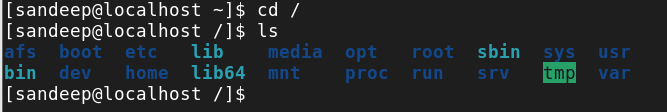 [sandeep@localhost ~]$ cd /
[sandeep@localhost /]$ ls
afs  boot  etc   lib    media  opt   root  sbin  sys  usr
bin  dev   home  lib64  mnt    proc  run   srv   tmp  var
[sandeep@localhost /]$